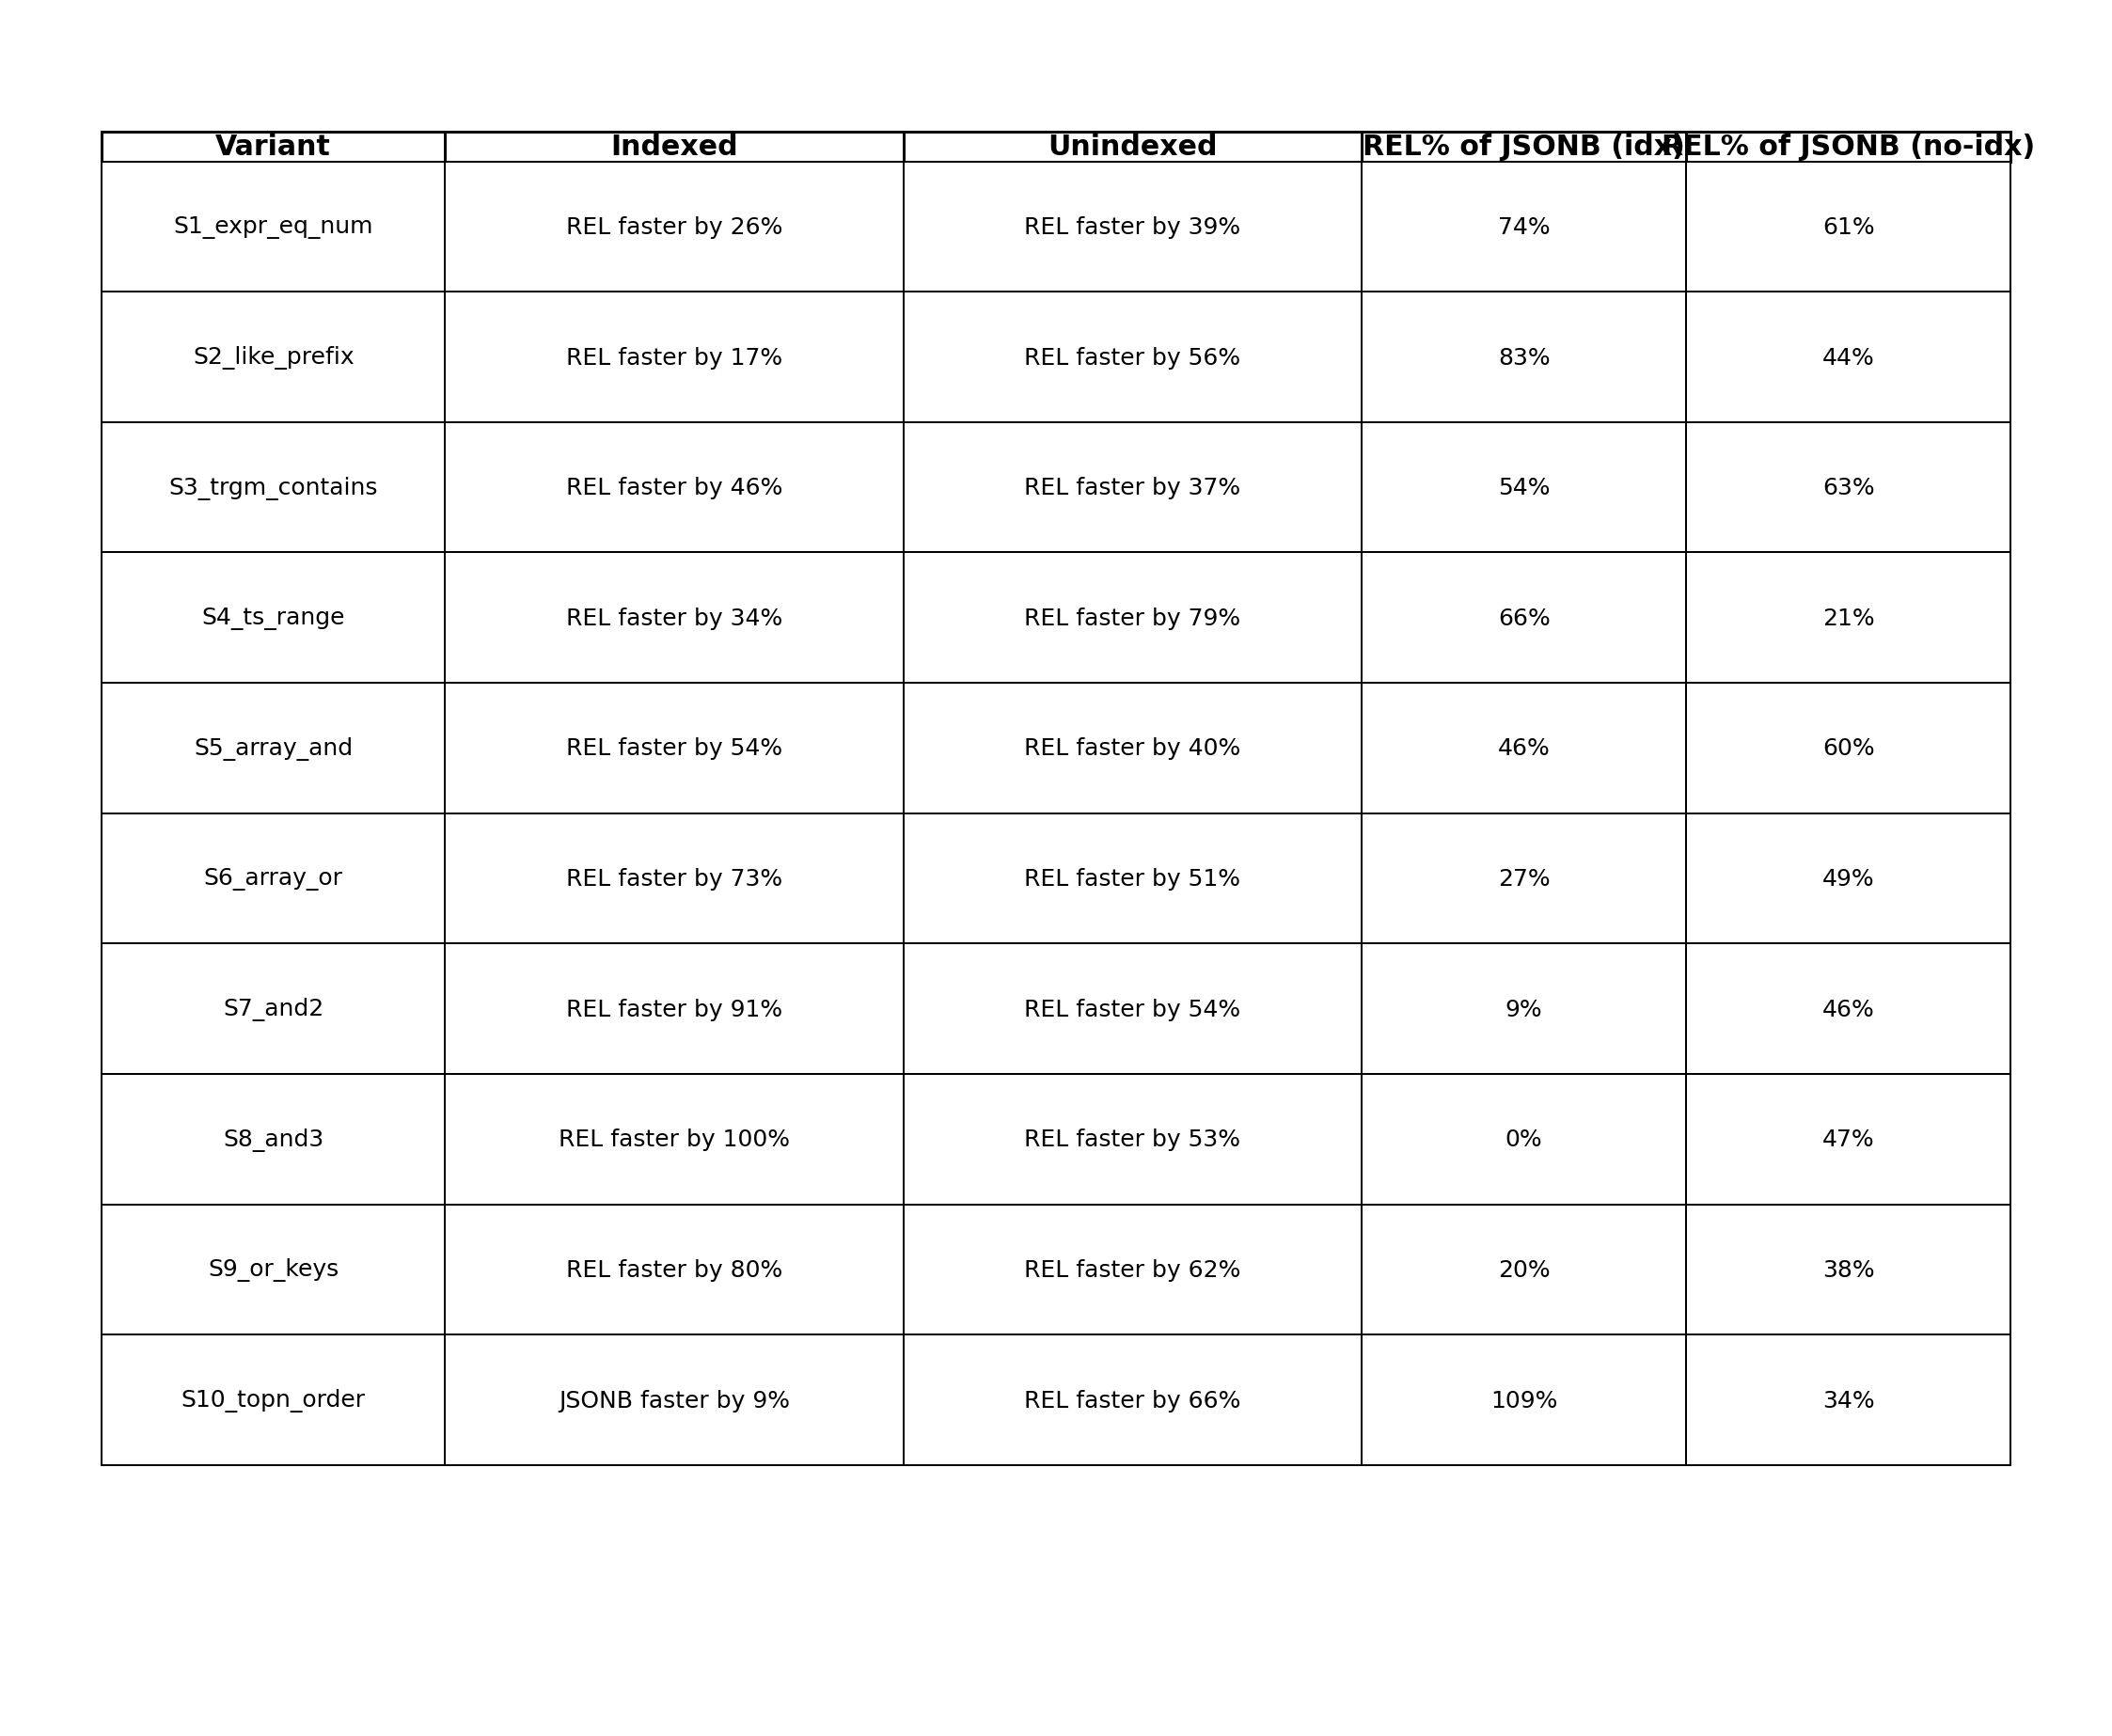 Variant Indexed Unindexed REL% of JSONB (idx) REL% of JSONB (no-idx)
S1_expr_eq_num REL faster by 26% REL faster by 39% 74% 61%
S2_like_prefix REL faster by 17% REL faster by 56% 83% 44%
S3_trgm_contains REL faster by 46% REL faster by 37% 54% 63%
S4_ts_range REL faster by 34% REL faster by 79% 66% 21%
S5_array_and REL faster by 54% REL faster by 40% 46% 60%
S6_array_or REL faster by 73% REL faster by 51% 27% 49%
S7_and2 REL faster by 91% REL faster by 54% 9% 46%
S8_and3 REL faster by 100% REL faster by 53% 0% 47%
S9_or_keys REL faster by 80% REL faster by 62% 20% 38%
S10_topn_order JSONB faster by 9% REL faster by 66% 109% 34%